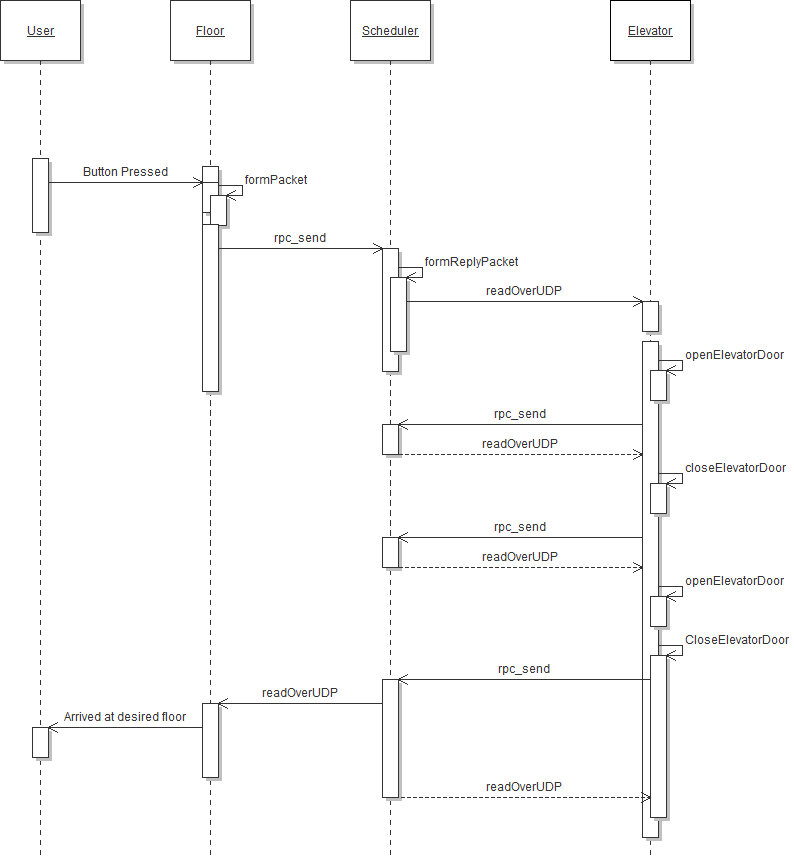 User
Floor
Scheduler
Elevator
Button Pressed
formPacket
rpc_send
formReplyPacket
readOverUDP
openElevatorDoor
rpc_send
readOverUDP
closeElevatorDoor
rpc_send
readOverUDP
openElevatorDoor
CloseElevatorDoor
rpc_send
readOverUDP
Arrived at desired floor
readOverUDP